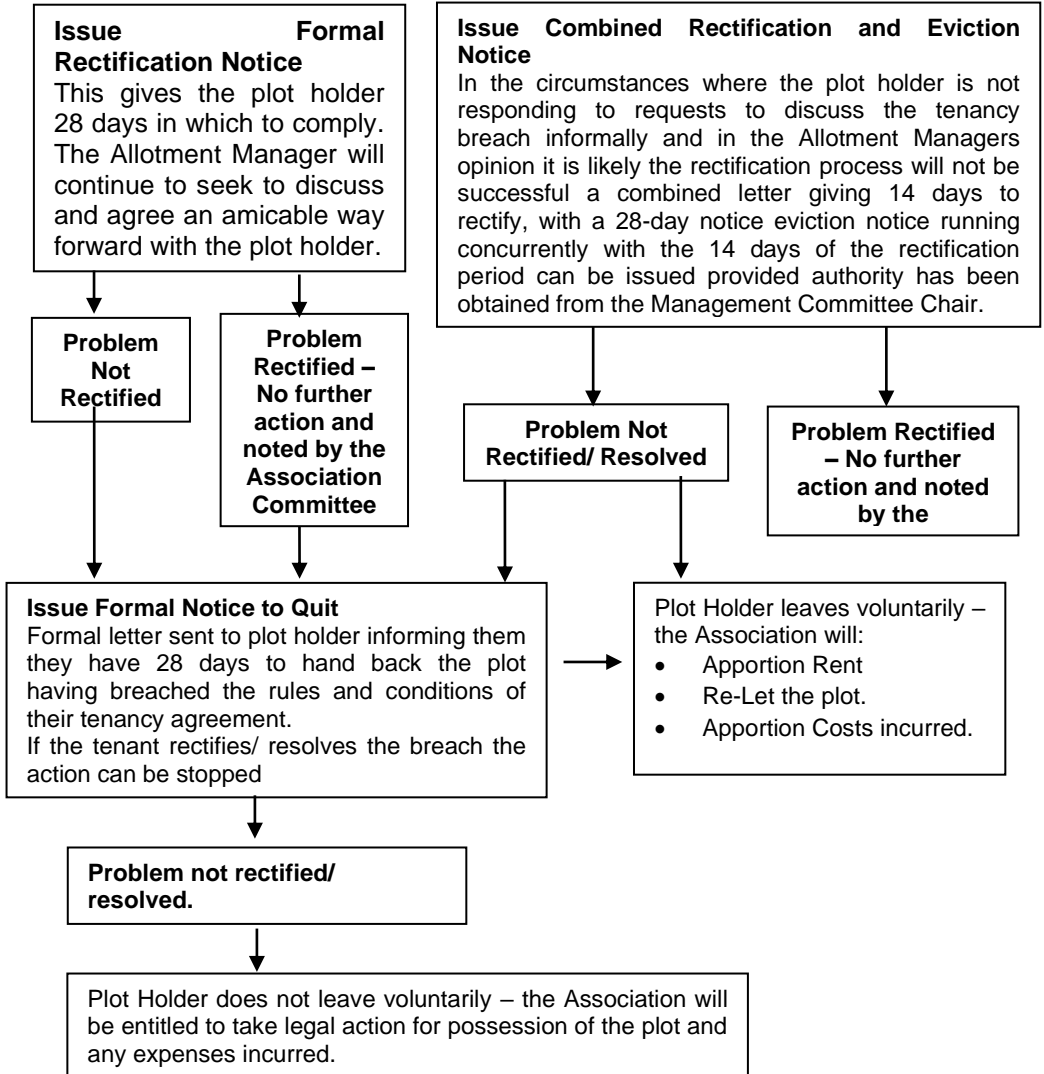 Issue Formal
Rectification Notice
This gives the plot holder
28 days in which to comply.
The Allotment Manager will
continue to seek to discuss
and agree an amicable way
forward with the plot holder.
Issue Combined Rectification and Eviction
Notice
In the circumstances where the plot holder is not
responding to requests to discuss the tenancy
breach informally and in the Allotment Managers
opinion it is likely the rectification process will not be
successful a combined letter giving 14 days to
rectify, with a 28-day notice eviction notice running
concurrently with the 14 days of the rectification
period can be issued provided authority has been
obtained from the Management Committee Chair.
Problem
Not
Rectified
Problem
Rectified –
No further
action and
noted by the
Association
Committee
Problem Not
Rectified/ Resolved
Problem Rectified
– No further
action and noted
by the
Issue Formal Notice to Quit
Formal letter sent to plot holder informing them
they have 28 days to hand back the plot
having breached the rules and conditions of
their tenancy agreement.
If the tenant rectifies/ resolves the breach the
action can be stopped
Plot Holder leaves voluntarily –
the Association will:
• Apportion Rent
• Re-Let the plot.
• Apportion Costs incurred.
Problem not rectified/
resolved.
Plot Holder does not leave voluntarily – the Association will
be entitled to take legal action for possession of the plot and
any expenses incurred.